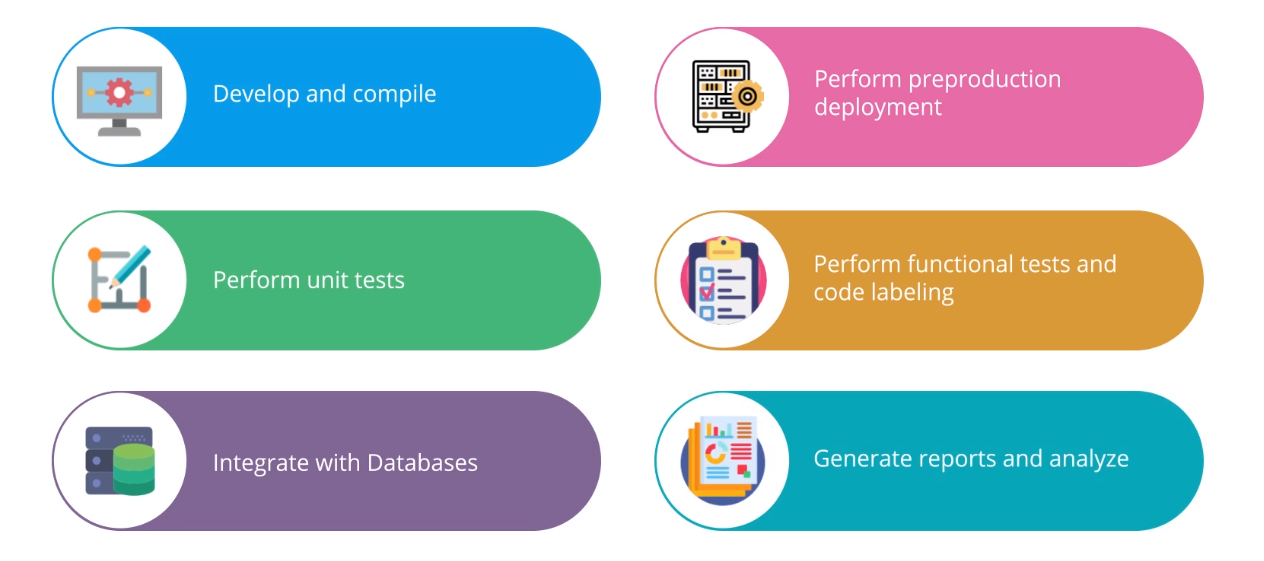 Develop and compile
Perform unit tests
Integrate with Databases
Perform preproduction
deployment
Perform functional tests and
code labeling
Generate reports and analyze